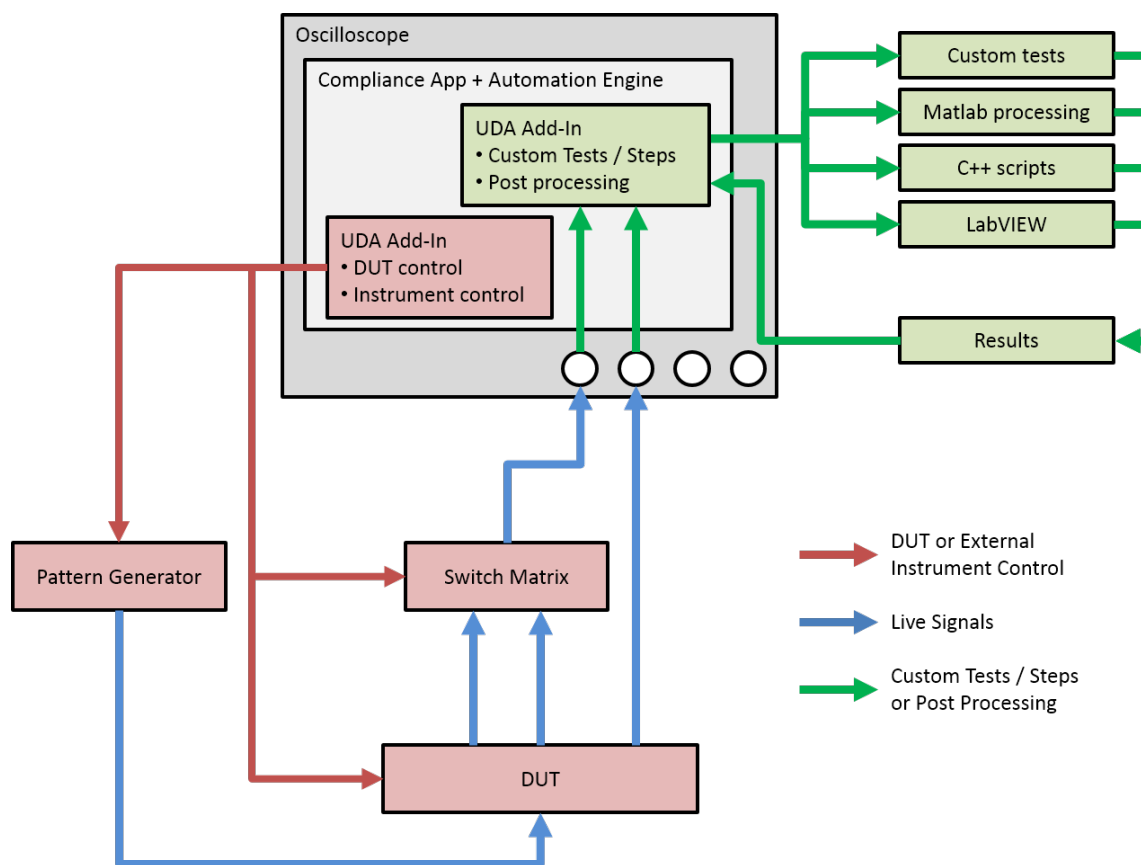 Oscilloscope
Compliance App + Automation Engine
UDA Add-In
• Custom Tests / Steps
• Post processing
UDA Add-In
• DUT control
• Instrument control
Custom tests
Matlab processing
C++ scripts
LabVIEW
Results
Pattern Generator
Switch Matrix
DUT
DUT or External
Instrument Control
Live Signals
Custom Tests / Steps
or Post Processing